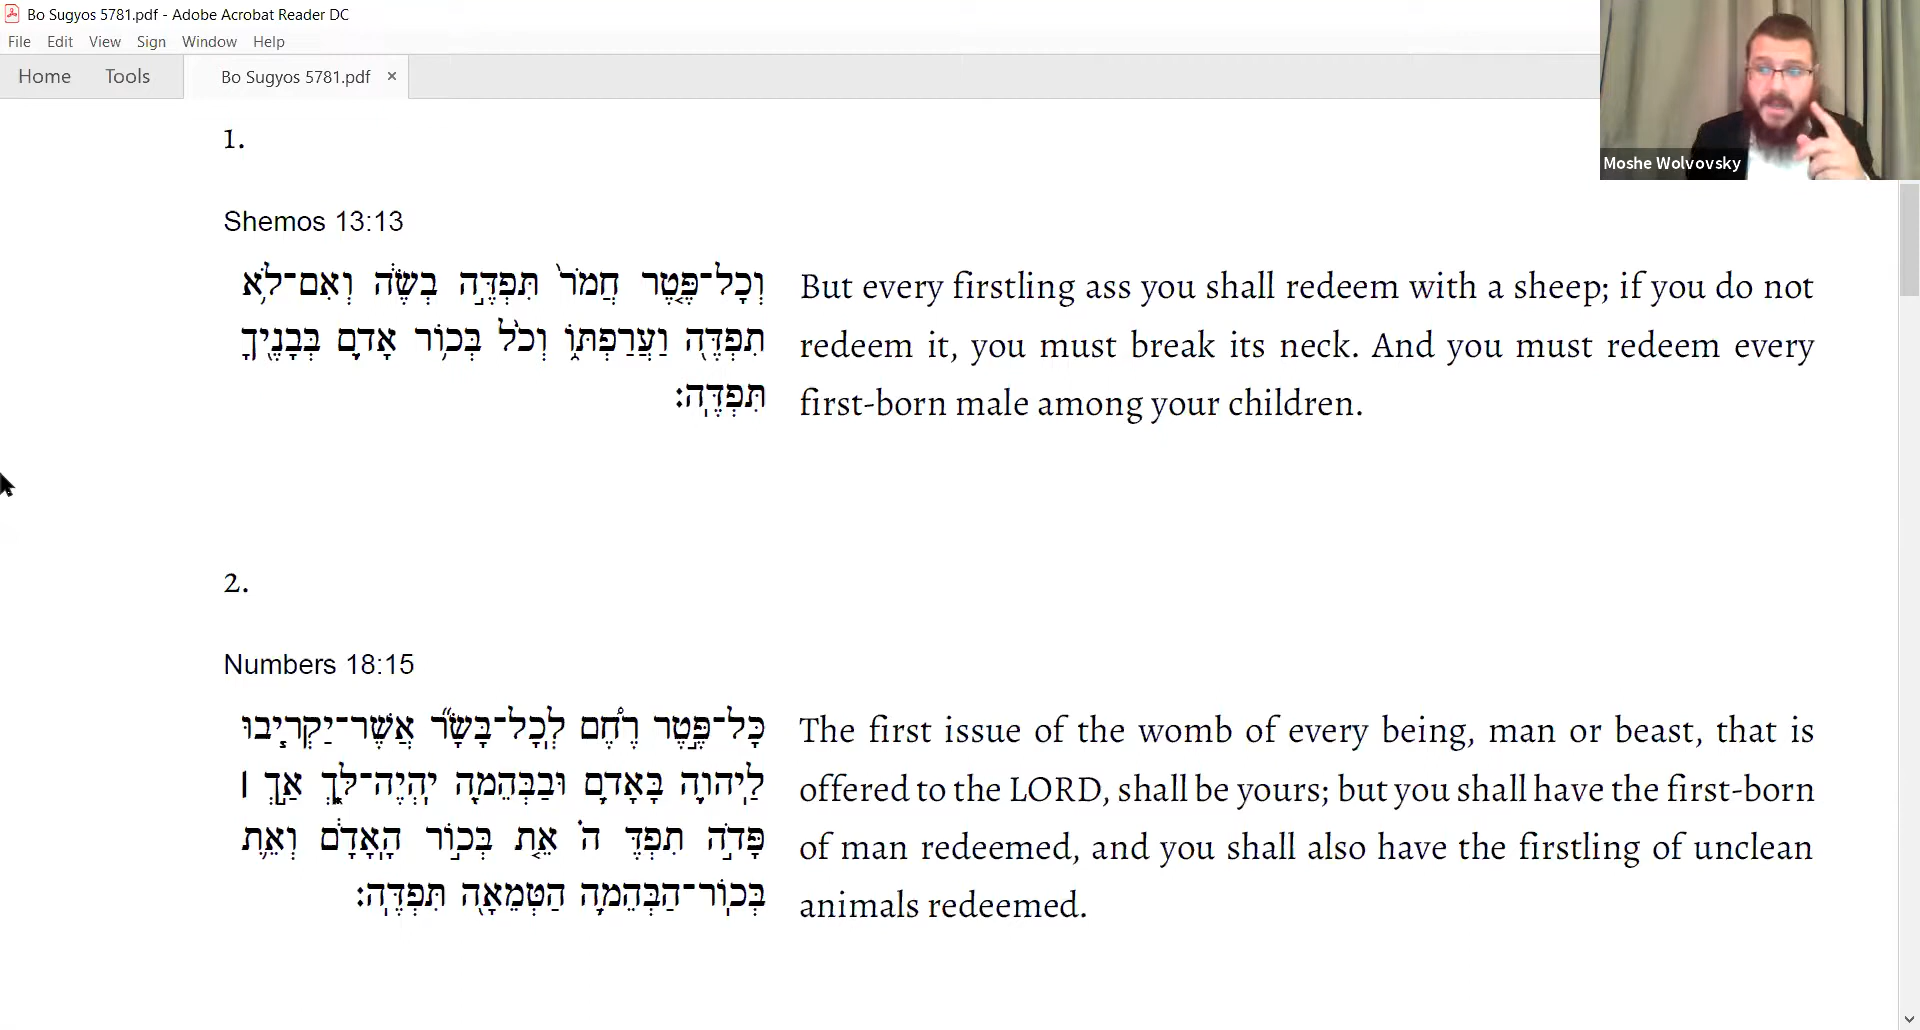 Bo Sugyos 5781.pdf - Adobe Acrobat Reader DC
File Edit View Sign Window Help
Home Tools Bo Sugyos 5781.pdf ×
Moshe Wolvovsky
1.
Shemos 13:13
וְכָל־פֶּ֤טֶר חֲמֹר֙ תִּפְדֶּ֣ה בְשֶׂ֔ה וְאִם־לֹ֥א
תִפְדֶּ֖ה וַעֲרַפְתּ֑וֹ וְכֹ֨ל בְּכ֥וֹר אָדָ֛ם בְּבָנֶ֖יךָ
תִּפְדֶּֽה׃
But every firstling ass you shall redeem with a sheep; if you do not
redeem it, you must break its neck. And you must redeem every
first-born male among your children.
2.
Numbers 18:15
כָּל־פֶּ֣טֶר רֶ֠חֶם לְֽכָל־בָּשָׂ֞ר אֲשֶׁר־יַקְרִ֧יבוּ
לַֽיהוָ֛ה בָּאָדָ֥ם וּבַבְּהֵמָ֖ה יִֽהְיֶה־לָּ֑ךְ אַ֣ךְ ׀
פָּדֹ֣ה תִפְדֶּ֗ה אֵ֚ת בְּכ֣וֹר הָֽאָדָ֔ם וְאֵ֛ת
בְּכֽוֹר־הַבְּהֵמָ֥ה הַטְּמֵאָ֖ה תִּפְדֶּֽה׃
The first issue of the womb of every being, man or beast, that is
offered to the LORD, shall be yours; but you shall have the first-born
of man redeemed, and you shall also have the firstling of unclean
animals redeemed.